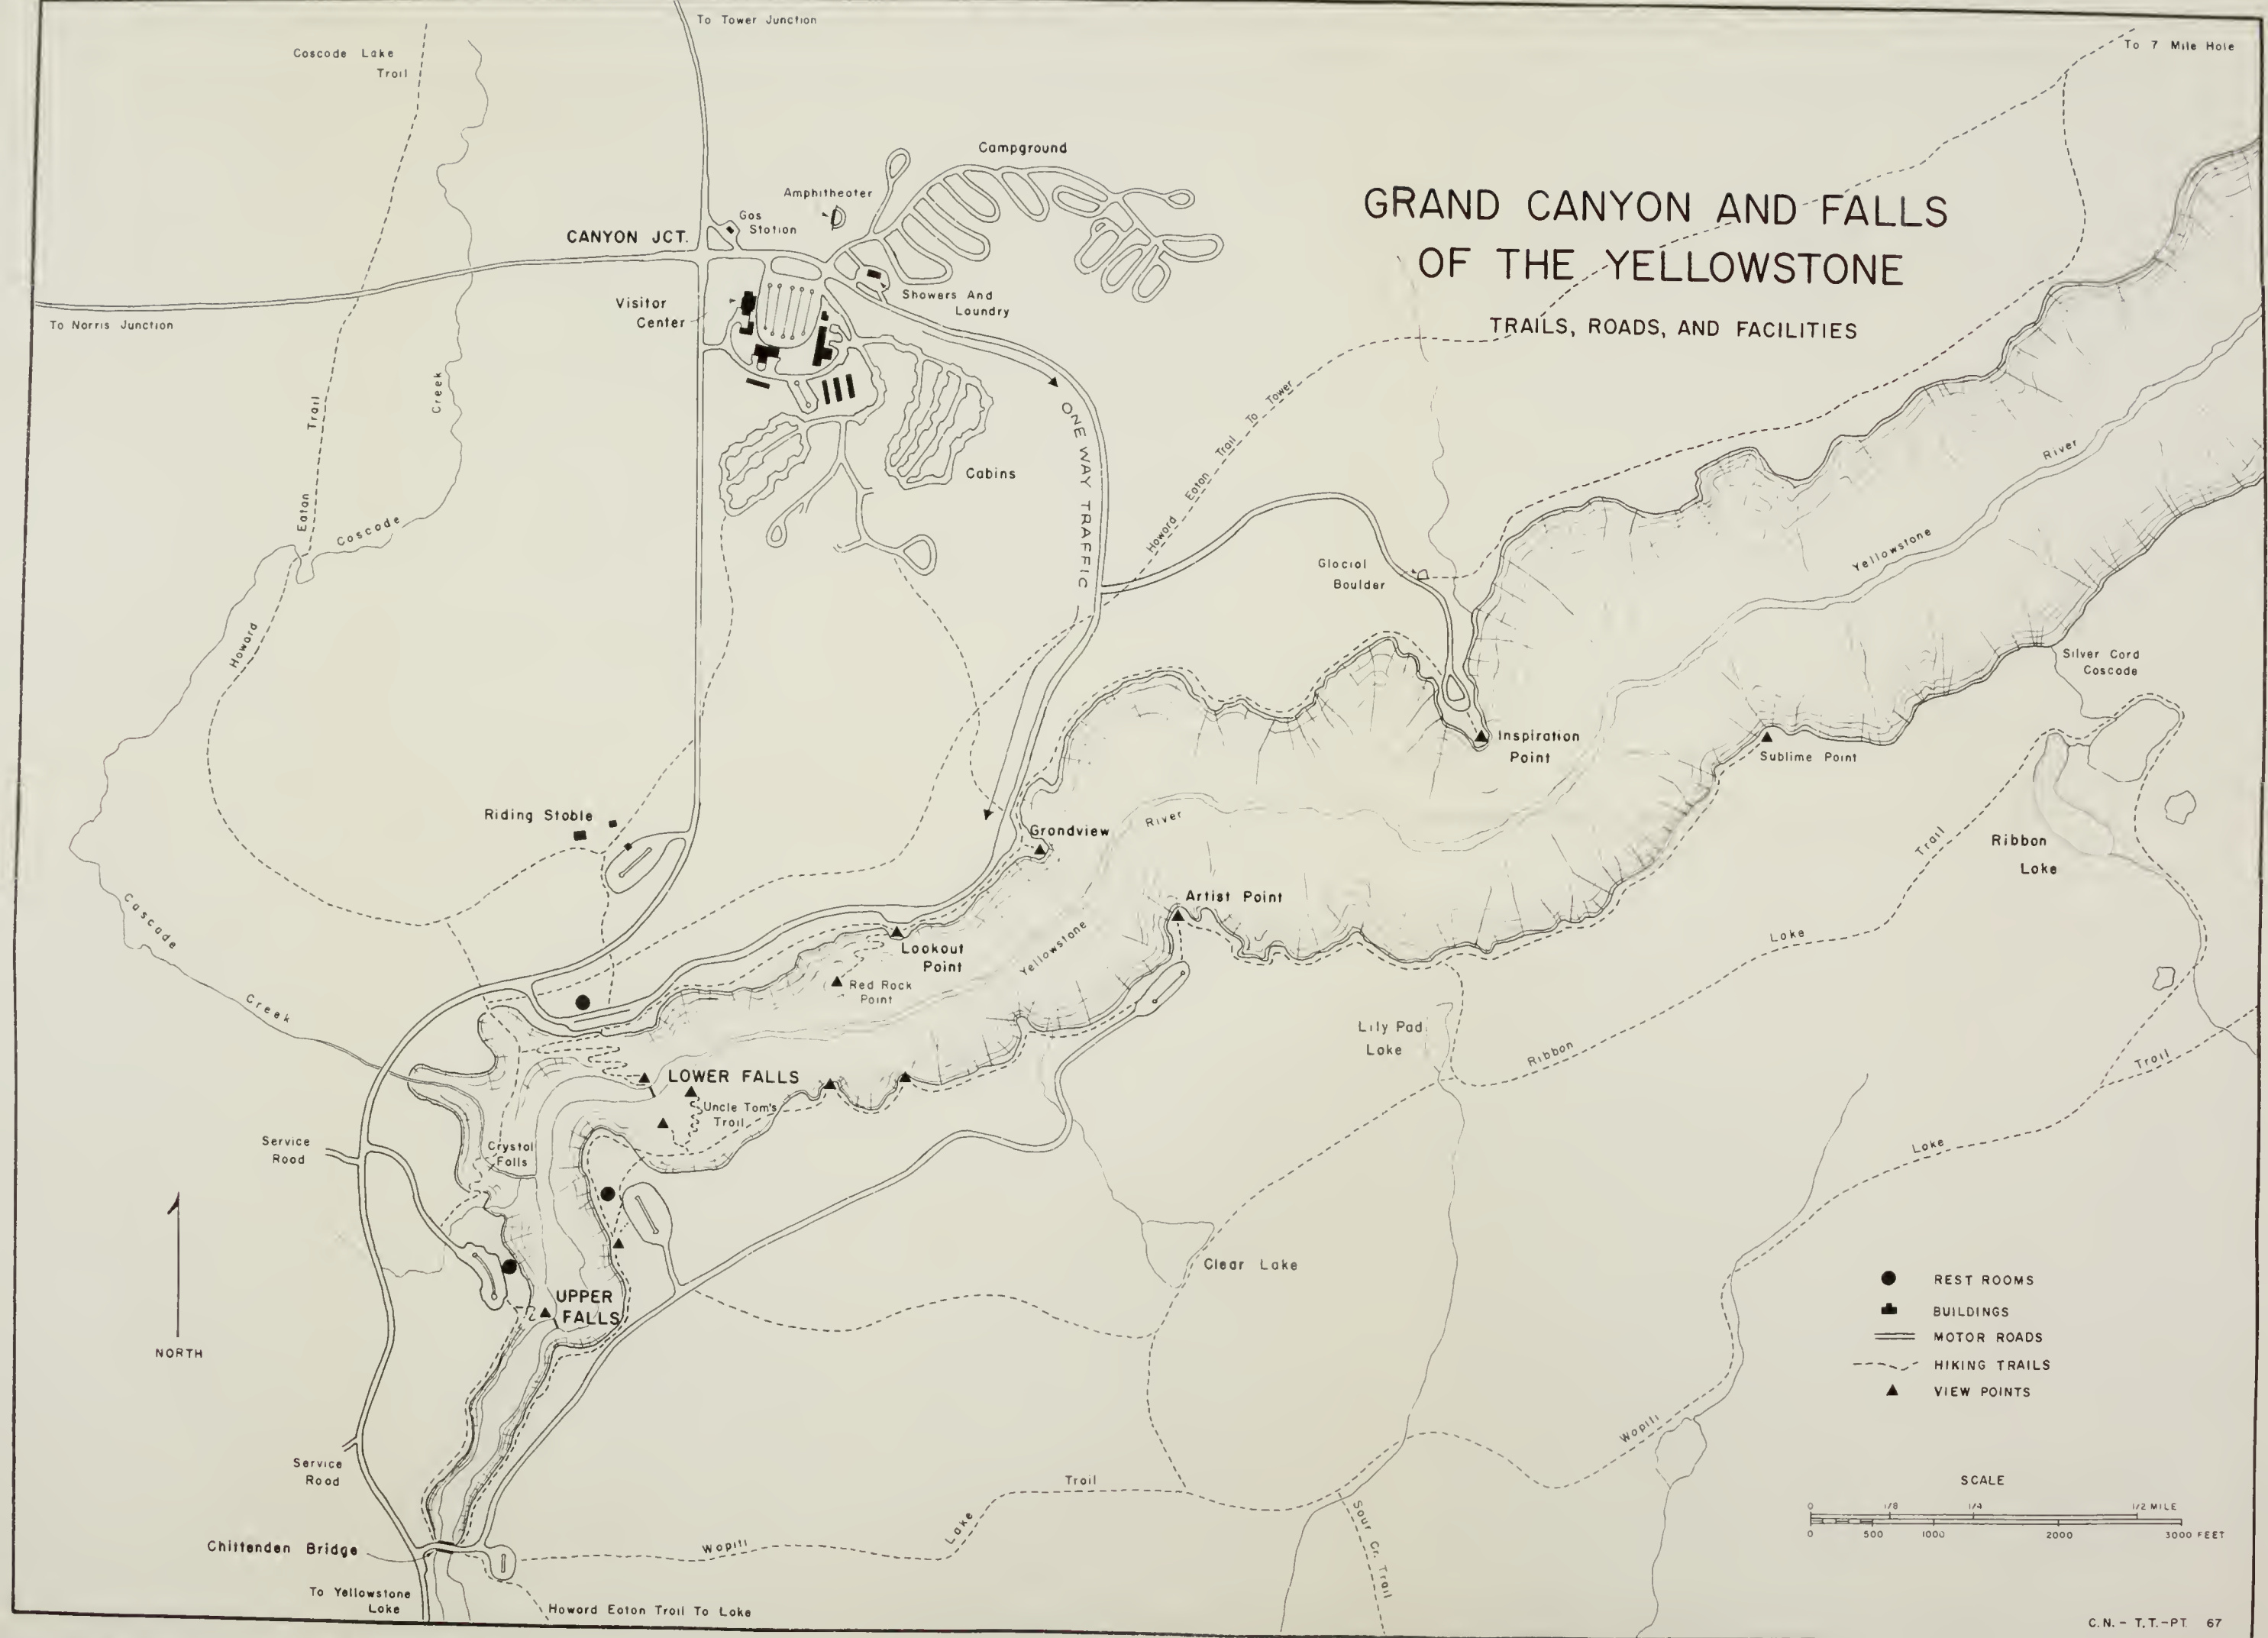 To Tower Junction
To 7 Mile Hole
Cascade Lake
Trail
Campground
Amphitheater
Gas
Station
CANYON JCT.
GRAND CANYON AND FALLS
OF THE YELLOWSTONE
TRAILS, ROADS, AND FACILITIES
Visitor
Center
Showers And
Laundry
To Norris Junction
Eaton Trail
Creek
Cascade
Howard
ONE WAY TRAFFIC
Cabins
Howard Eaton Trail To Tower
River
Yellowstone
Glacial
Boulder
Silver Cord
Cascade
Inspiration
Point
Sublime Point
Riding Stable
Grandview
River
Trail
Ribbon
Lake
Artist Point
Cascade
Lookout
Point
Yellowstone
Lake
Red Rock
Point
Creek
Lily Pad
Lake
Ribbon
Trail
LOWER FALLS
Uncle Tom's
Trail
Service
Road
Crystal
Falls
Lake
Clear Lake
UPPER
FALLS
NORTH
REST ROOMS
BUILDINGS
MOTOR ROADS
HIKING TRAILS
VIEW POINTS
Wapiti
Service
Road
Trail
SCALE
0 1/8 1/4 1/2 MILE
0 500 1000 2000 3000 FEET
Sour Cr. Trail
Lake
Wapiti
Chittenden Bridge
To Yellowstone
Lake
Howard Eaton Trail To Lake
C.N. - T.T.-PT. 67